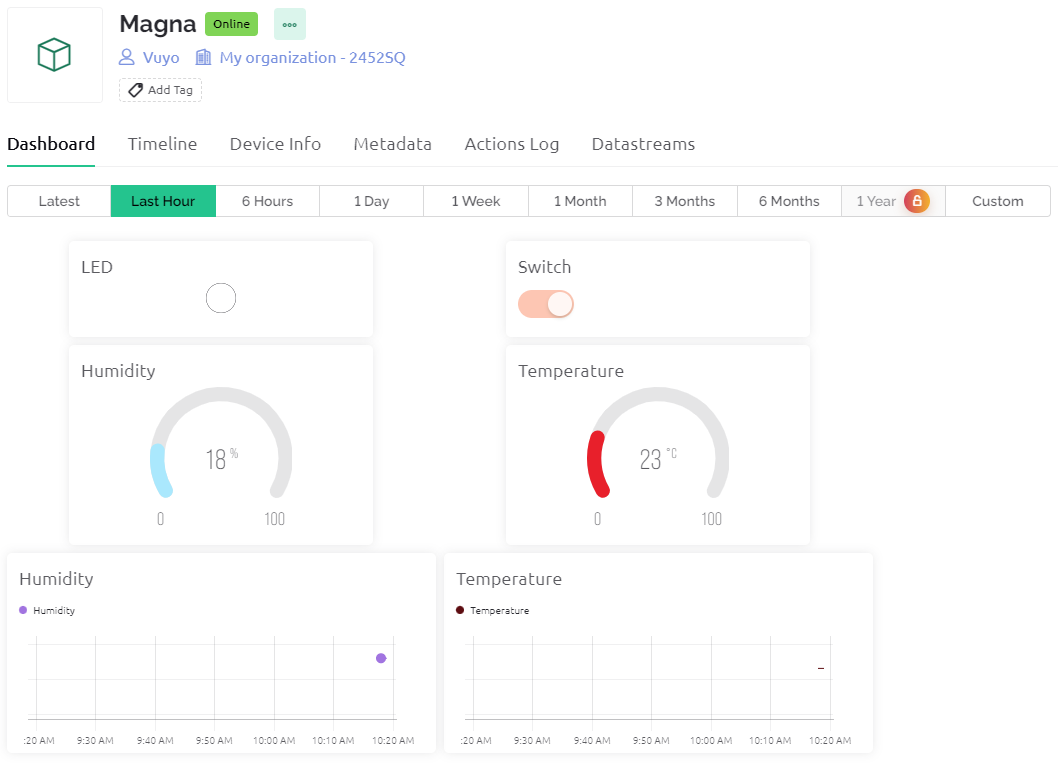 Magna Online
Vuyo My organization - 2452SQ
Add Tag
Dashboard Timeline Device Info Metadata Actions Log Datastreams
Latest Last Hour 6 Hours 1 Day 1 Week 1 Month 3 Months 6 Months 1 Year Custom
LED
Switch
Humidity
18 %
0 100
Temperature
23 °C
0 100
Humidity
Humidity
:20 AM 9:30 AM 9:40 AM 9:50 AM 10:00 AM 10:10 AM 10:20 AM
Temperature
Temperature
:20 AM 9:30 AM 9:40 AM 9:50 AM 10:00 AM 10:10 AM 10:20 AM